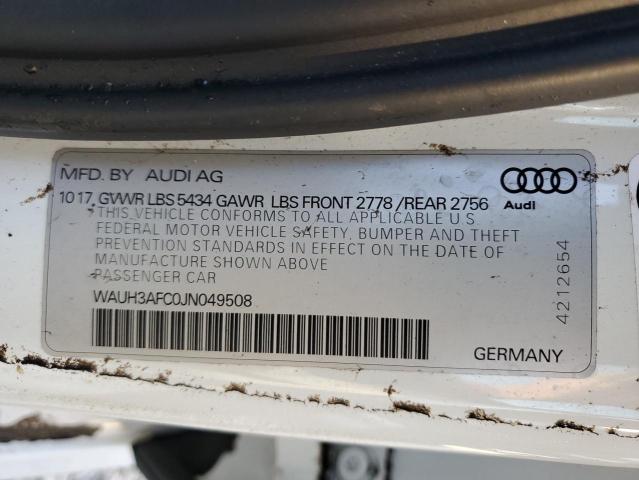 MFD. BY AUDI AG
10 17, GVWR LBS 5434 GAWR LBS FRONT 2778 /REAR 2756
THIS VEHICLE CONFORMS TO ALL APPLICABLE U.S
FEDERAL MOTOR VEHICLE SAFETY, BUMPER AND THEFT
PREVENTION STANDARDS IN EFFECT ON THE DATE OF
MANUFACTURE SHOWN ABOVE
PASSENGER CAR
WAUH3AFC0JN049508
GERMANY
Audi
4212654